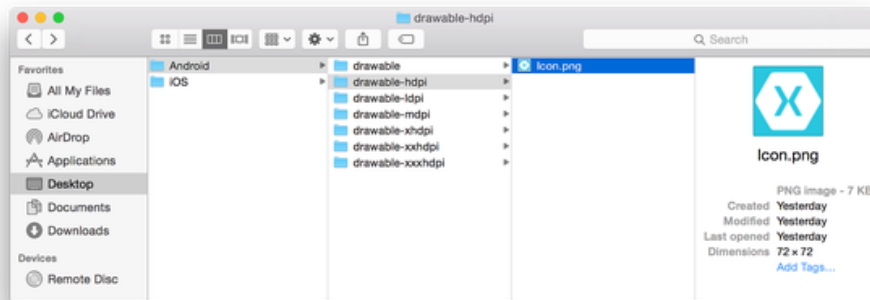 drawable-hdpi
Search
Favorites
All My Files
iCloud Drive
AirDrop
Applications
Desktop
Documents
Downloads
Devices
Remote Disc
Android
iOS
drawable
drawable-hdpi
drawable-ldpi
drawable-mdpi
drawable-xhdpi
drawable-xxhdpi
drawable-xxxhdpi
Icon.png
Icon.png
PNG image - 7 KB
Created Yesterday
Modified Yesterday
Last opened Yesterday
Dimensions 72 × 72
Add Tags...